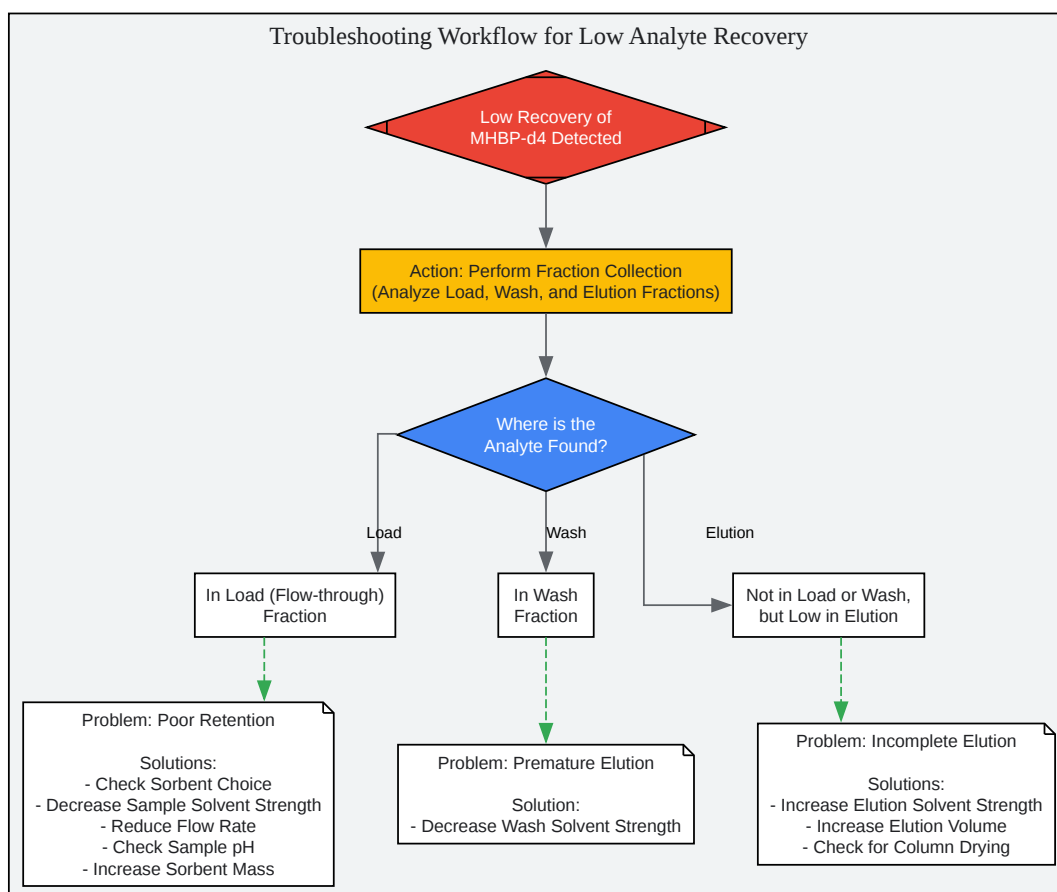 Troubleshooting Workflow for Low Analyte Recovery
Low Recovery of
MHBP-d4 Detected
Action: Perform Fraction Collection
(Analyze Load, Wash, and Elution Fractions)
Where is the
Analyte Found?
Load
Wash
Elution
In Load (Flow-through)
Fraction
In Wash
Fraction
Not in Load or Wash,
but Low in Elution
Problem: Poor Retention
Solutions:
- Check Sorbent Choice
- Decrease Sample Solvent Strength
- Reduce Flow Rate
- Check Sample pH
- Increase Sorbent Mass
Problem: Premature Elution
Solution:
- Decrease Wash Solvent Strength
Problem: Incomplete Elution
Solutions:
- Increase Elution Solvent Strength
- Increase Elution Volume
- Check for Column Drying